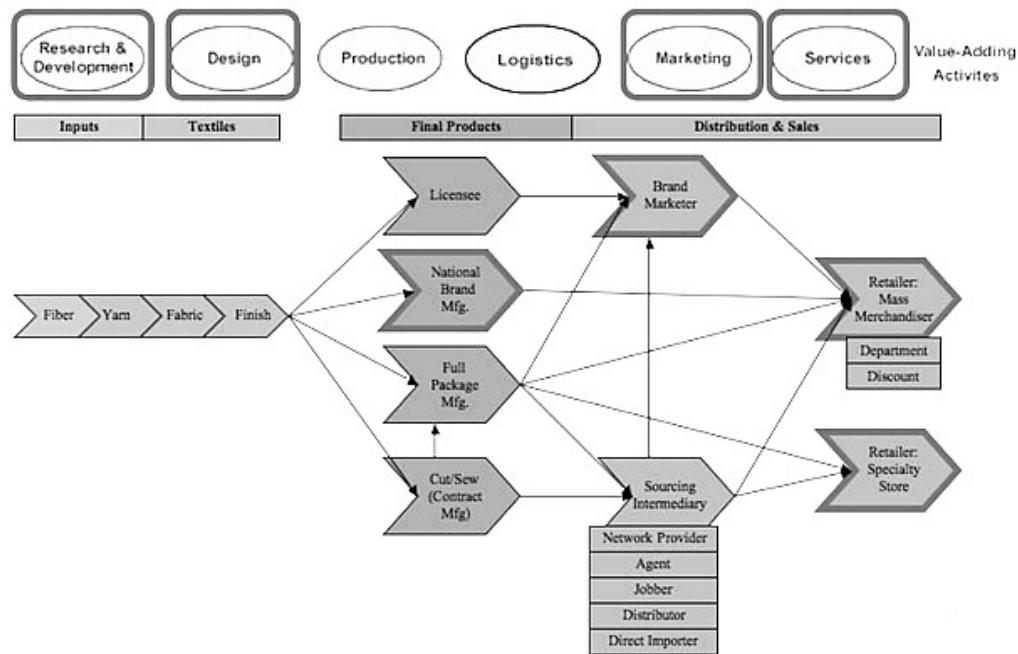 Research &
Development
Design
Production
Logistics
Marketing
Services
Value-Adding
Activites
Inputs
Textiles
Final Products
Distribution & Sales
Licensee
Brand
Marketer
National
Brand
Mfg.
Retailer:
Mass
Merchandiser
Fiber
Yarn
Fabric
Finish
Department
Discount
Full
Package
Mfg.
Cut/Sew
(Contract
Mfg)
Sourcing
Intermediary
Retailer:
Specialty
Store
Network Provider
Agent
Jobber
Distributor
Direct Importer